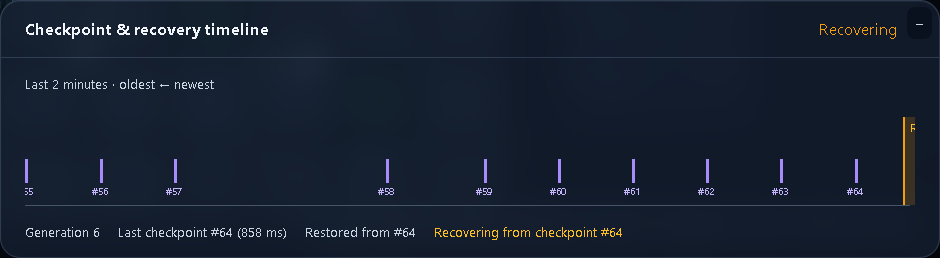 Checkpoint & recovery timeline
Recovering
–
Last 2 minutes · oldest ← newest
R
55 #56 #57 #58 #59 #60 #61 #62 #63 #64
Generation 6 Last checkpoint #64 (858 ms) Restored from #64 Recovering from checkpoint #64